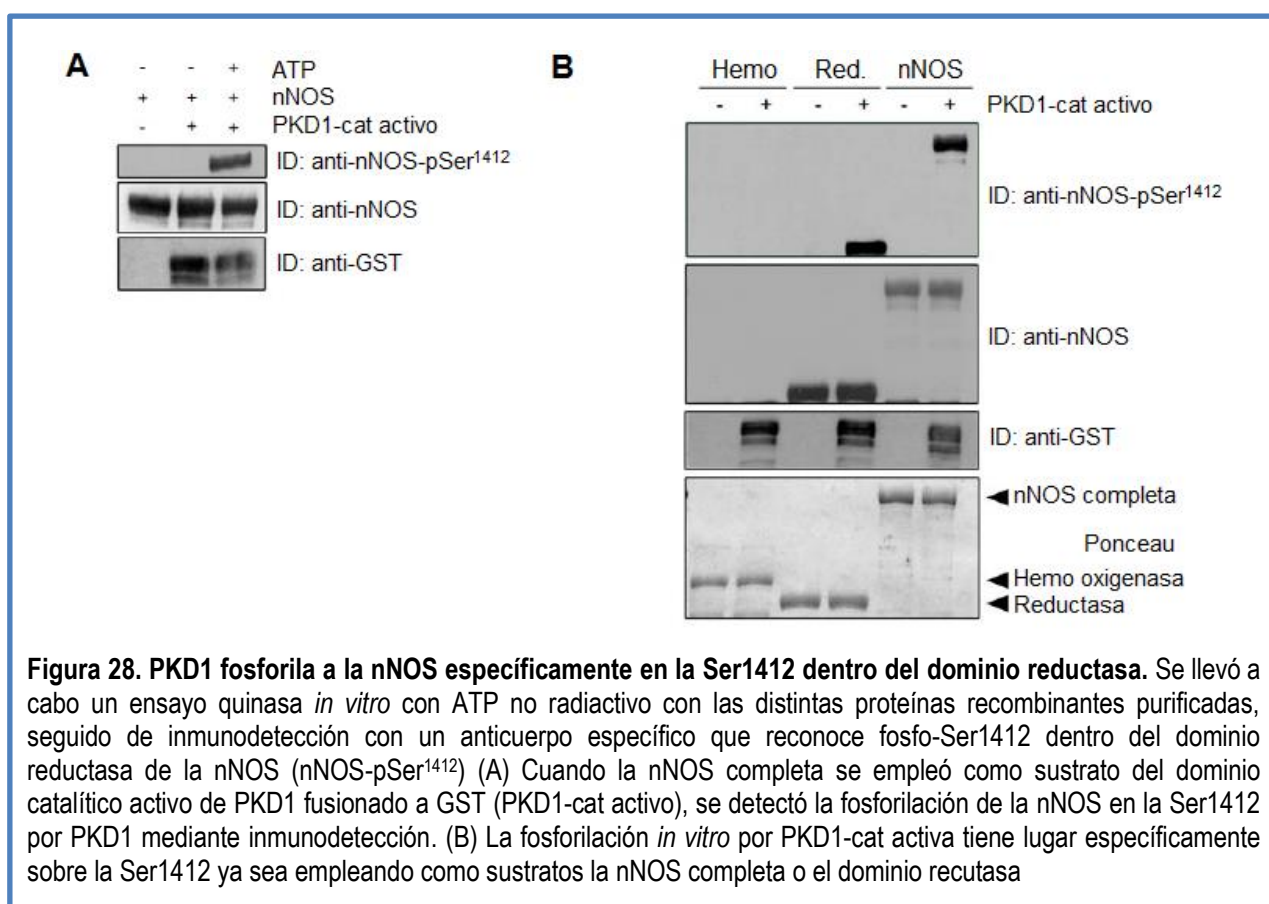 A
- - + ATP
+ + + nNOS
- + + PKD1-cat activo
ID: anti-nNOS-pSer1412
ID: anti-nNOS
ID: anti-GST
B
Hemo Red. nNOS
- + - + - + PKD1-cat activo
ID: anti-nNOS-pSer1412
ID: anti-nNOS
ID: anti-GST
nNOS completa
Ponceau
Hemo oxigenasa
Reductasa
Figura 28. PKD1 fosforila a la nNOS específicamente en la Ser1412 dentro del dominio reductasa. Se llevó a
cabo un ensayo quinasa in vitro con ATP no radiactivo con las distintas proteínas recombinantes purificadas,
seguido de inmunodetección con un anticuerpo específico que reconoce fosfo-Ser1412 dentro del dominio
reductasa de la nNOS (nNOS-pSer1412) (A) Cuando la nNOS completa se empleó como sustrato del dominio
catalítico activo de PKD1 fusionado a GST (PKD1-cat activo), se detectó la fosforilación de la nNOS en la Ser1412
por PKD1 mediante inmunodetección. (B) La fosforilación in vitro por PKD1-cat activa tiene lugar específicamente
sobre la Ser1412 ya sea empleando como sustratos la nNOS completa o el dominio recutasa